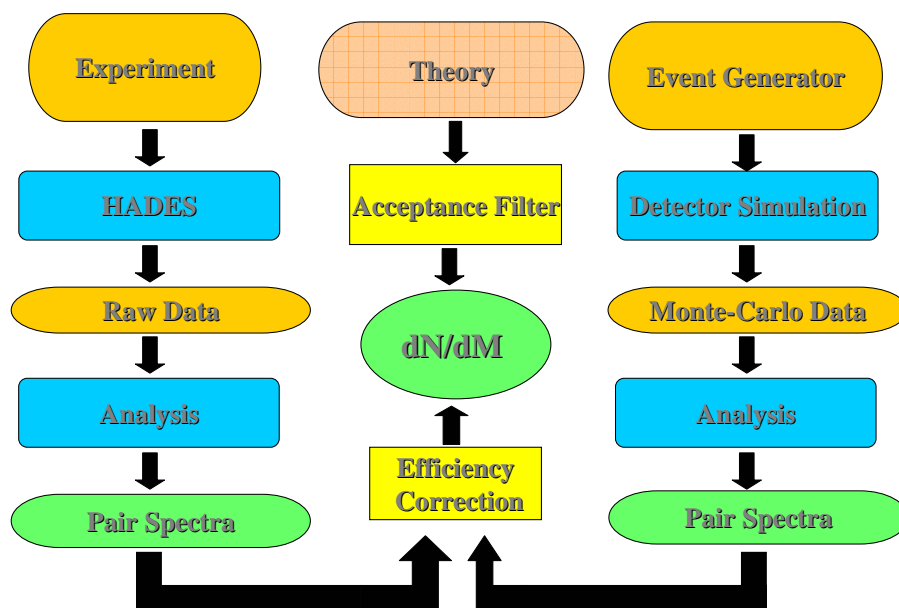 Experiment
HADES
Raw Data
Analysis
Pair Spectra
Theory
Acceptance Filter
dN/dM
Efficiency
Correction
Event Generator
Detector Simulation
Monte-Carlo Data
Analysis
Pair Spectra